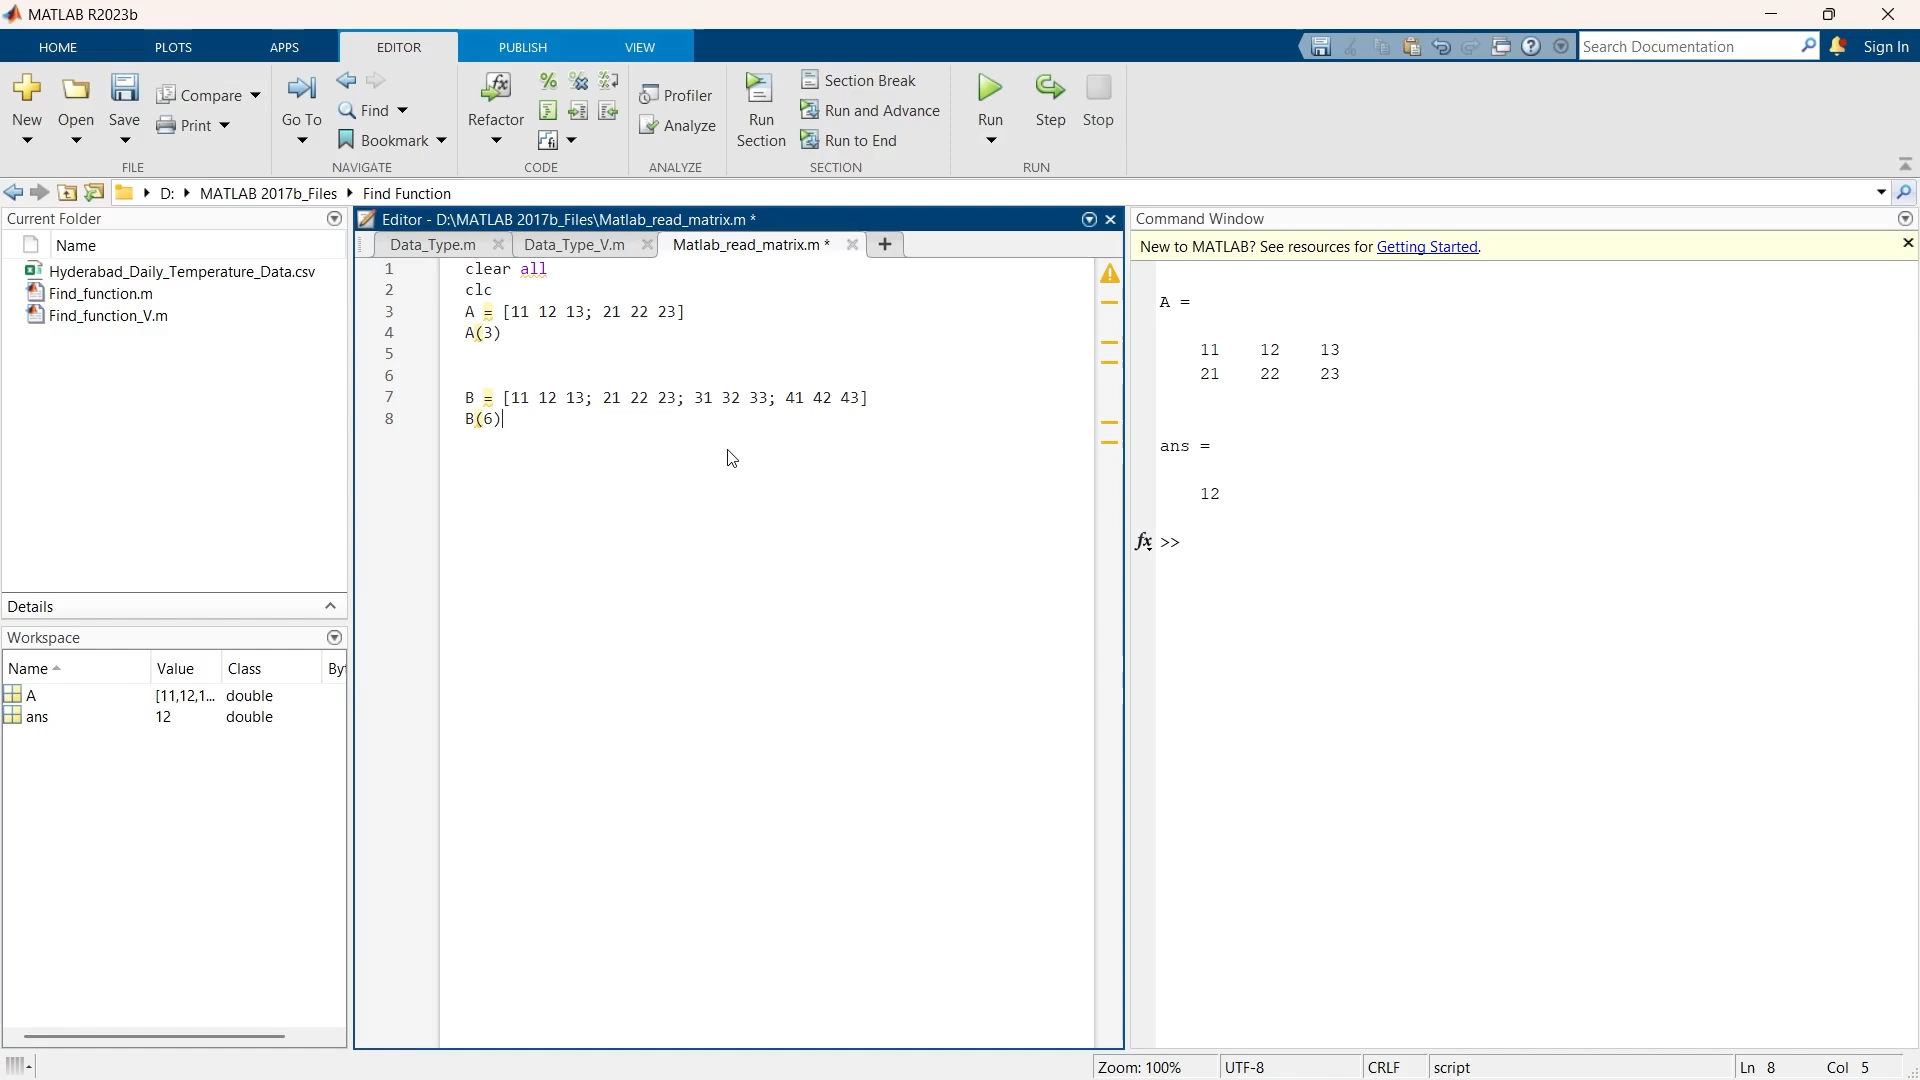 MATLAB R2023b
HOME PLOTS APPS EDITOR PUBLISH VIEW
Search Documentation
Sign In
New
Open
Save
Compare
Print
FILE
Go To
Find
Bookmark
NAVIGATE
Refactor
CODE
Profiler
Analyze
ANALYZE
Run Section
Section Break
Run and Advance
Run to End
SECTION
Run
Step
Stop
RUN
D: MATLAB 2017b_Files Find Function
Current Folder
Name
Hyderabad_Daily_Temperature_Data.csv
Find_function.m
Find_function_V.m
Details
Workspace
Name Value Class Byt
A [11,12,1... double
ans 12 double
Editor - D:\MATLAB 2017b_Files\Matlab_read_matrix.m *
Data_Type.m Data_Type_V.m Matlab_read_matrix.m * +
1 clear all
2 clc
3 A = [11 12 13; 21 22 23]
4 A(3)
5
6
7 B = [11 12 13; 21 22 23; 31 32 33; 41 42 43]
8 B(6)
Command Window
New to MATLAB? See resources for Getting Started.
A =
11 12 13
21 22 23
ans =
12
fx >>
Zoom: 100% UTF-8 CRLF script Ln 8 Col 5